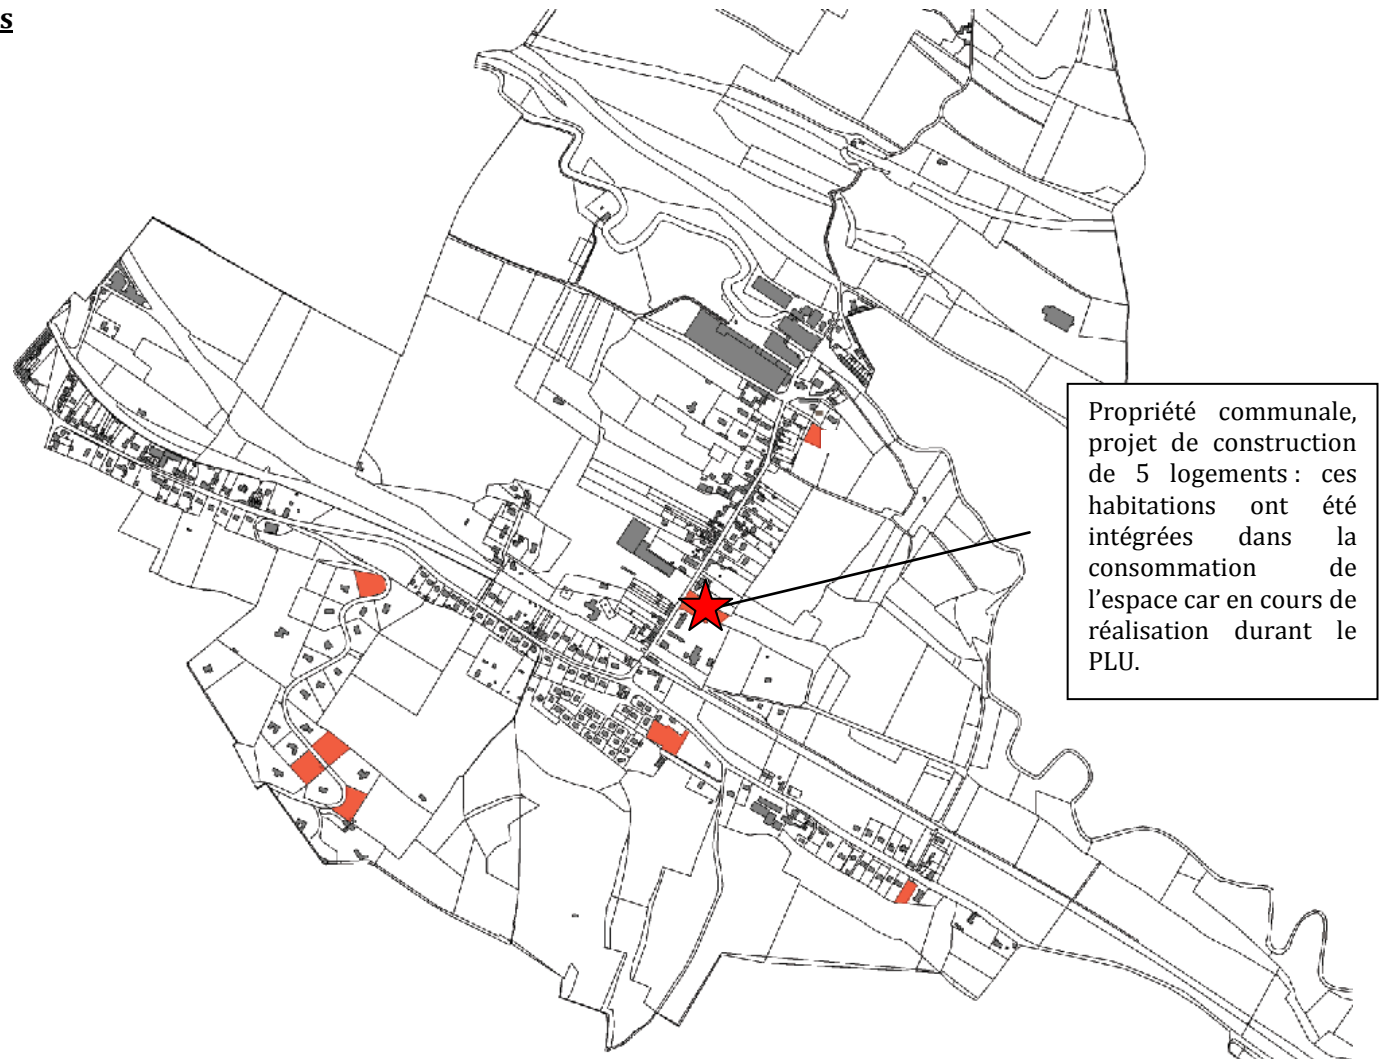 s
Propriété communale,
projet de construction
de 5 logements : ces
habitations ont été
intégrées dans la
consommation de
l'espace car en cours de
réalisation durant le
PLU.